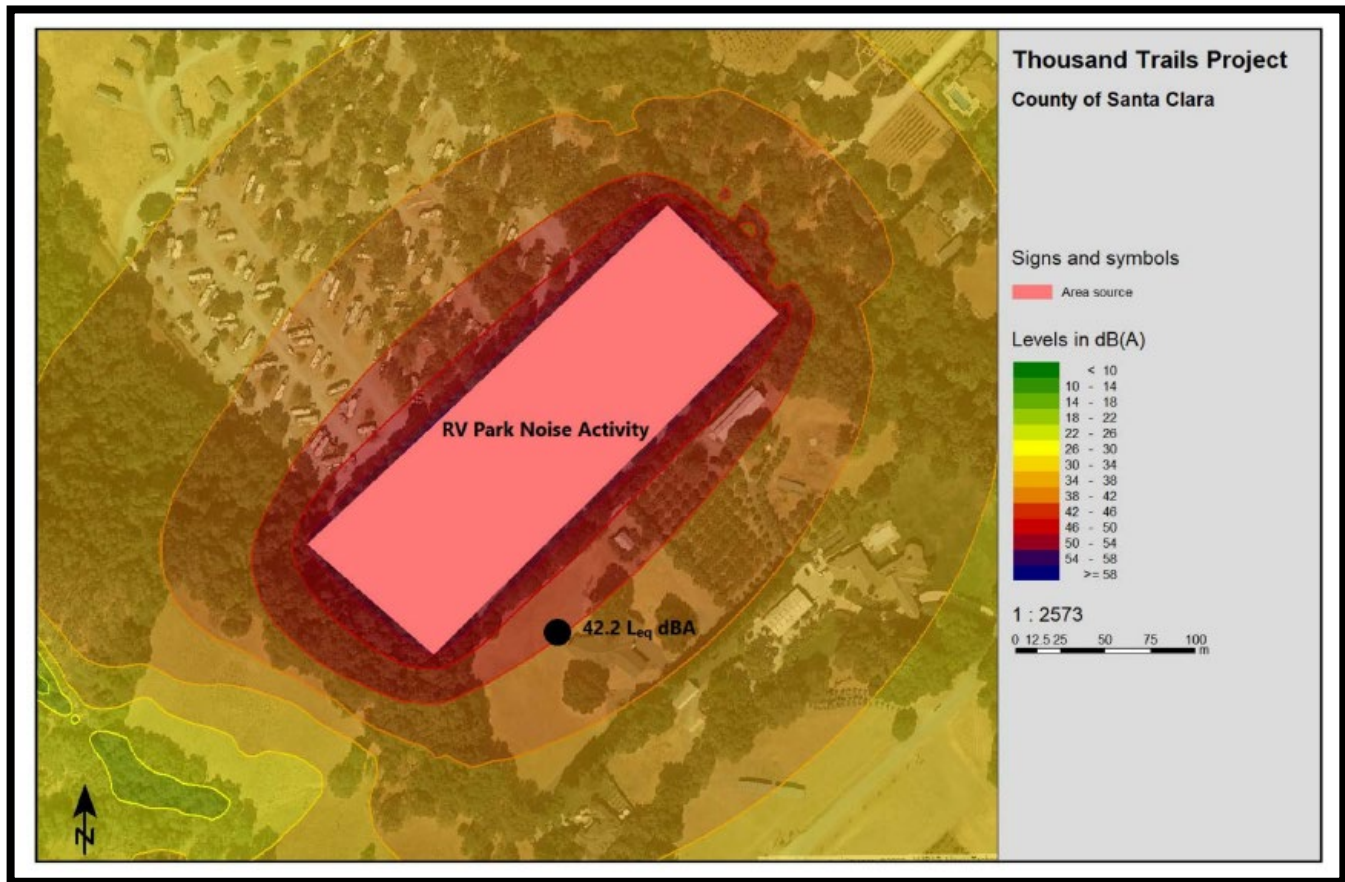 Thousand Trails Project
County of Santa Clara
Signs and symbols
Area source
Levels in dB(A)
< 10
10 - 14
14 - 18
18 - 22
22 - 26
26 - 30
30 - 34
34 - 38
38 - 42
42 - 46
46 - 50
50 - 54
54 - 58
>= 58
1 : 2573
0 12.5 25 50 75 100
m
RV Park Noise Activity
42.2 Leq dBA
N